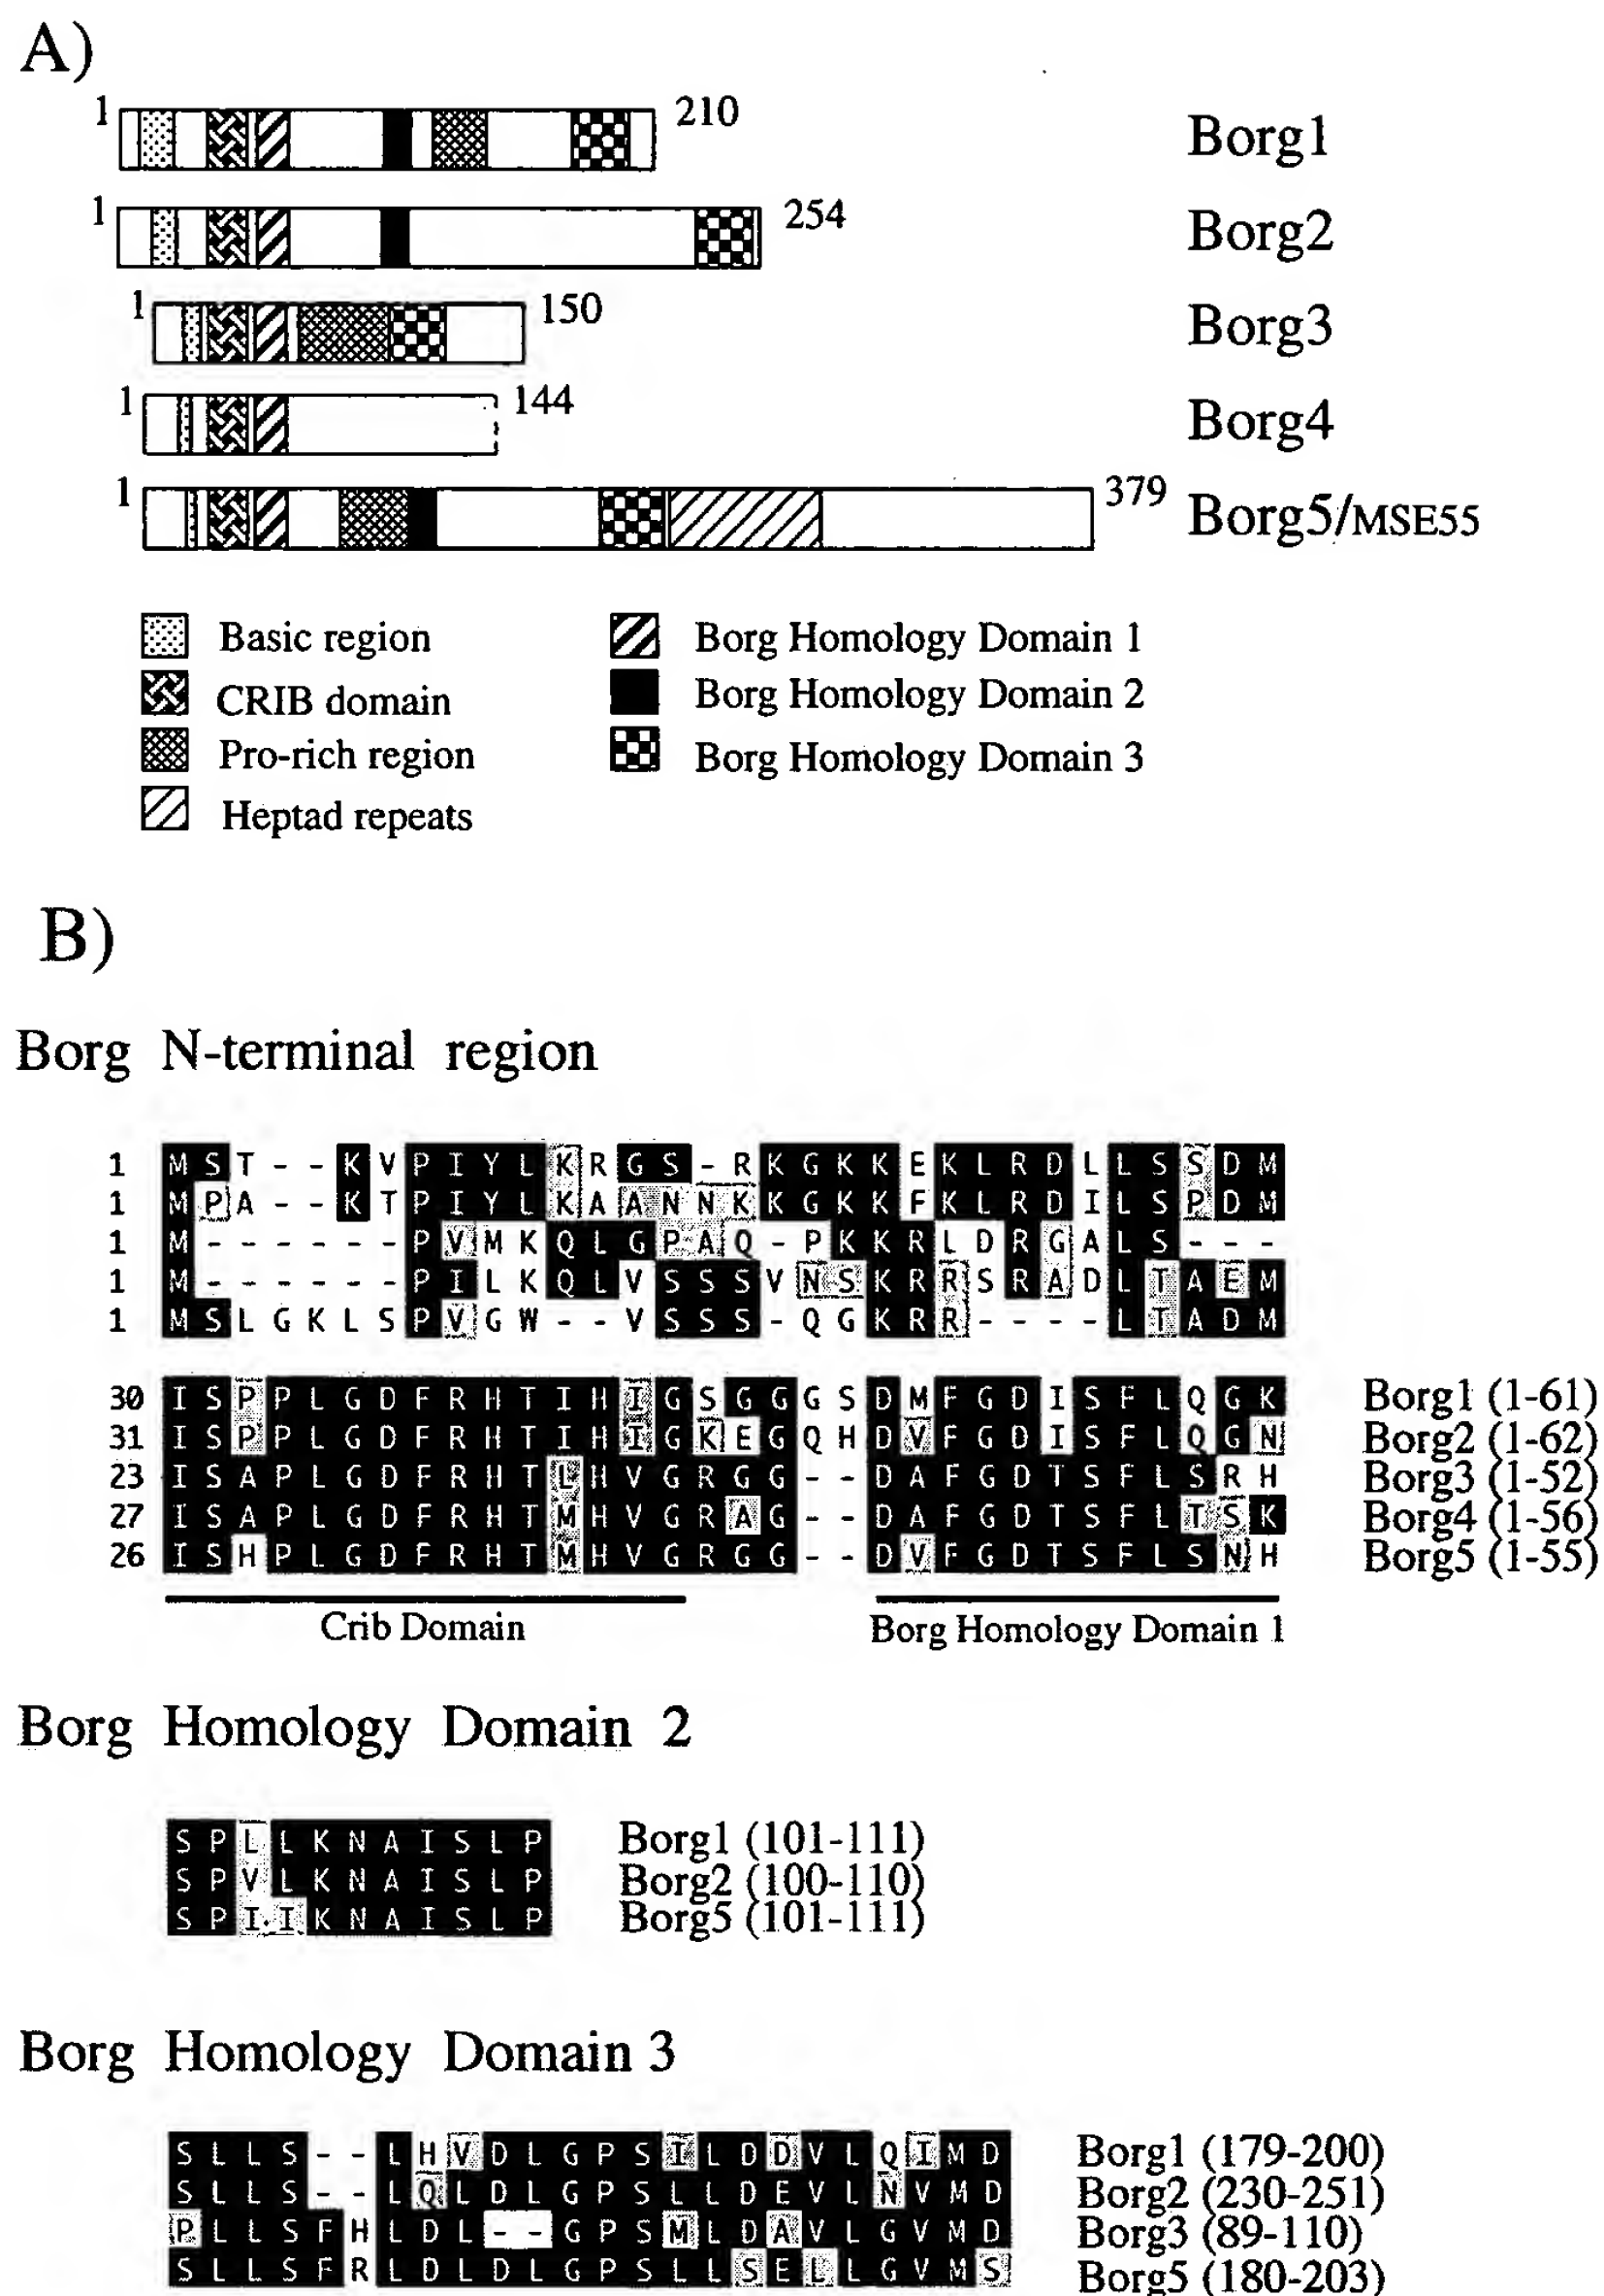 A)
1 210 Borg1
1 254 Borg2
1 150 Borg3
1 144 Borg4
1 379 Borg5/MSE55
Basic region
CRIB domain
Pro-rich region
Heptad repeats
Borg Homology Domain 1
Borg Homology Domain 2
Borg Homology Domain 3
B)
Borg N-terminal region
1 M S T - - K V P I Y L K R G S - R K G K K E K L R D L L S S D M
1 M P A - - K T P I Y L K A A N N K K G K K F K L R D I L S P D M
1 M - - - - - - P V M K Q L G P A Q - P K K R L D R G A L S - - -
1 M - - - - - - P I L K Q L V S S S V N S K R R S R A D L T A E M
1 M S L G K L S P V G W - - V S S S - Q G K R R - - - - L T A D M
30 I S P P L G D F R H T I H I G S G G G S D M F G D I S F L Q G K Borg1 (1-61)
31 I S P P L G D F R H T I H I G K E G Q H D V F G D I S F L Q G N Borg2 (1-62)
23 I S A P L G D F R H T L H V G R G G - - D A F G D T S F L S R H Borg3 (1-52)
27 I S A P L G D F R H T M H V G R A G - - D A F G D T S F L T S K Borg4 (1-56)
26 I S H P L G D F R H T M H V G R G G - - D V F G D T S F L S N H Borg5 (1-55)
Crib Domain Borg Homology Domain 1
Borg Homology Domain 2
S P L L K N A I S L P Borg1 (101-111)
S P V L K N A I S L P Borg2 (100-110)
S P I I K N A I S L P Borg5 (101-111)
Borg Homology Domain 3
S L L S - - L H V D L G P S I L D D V L Q I M D Borg1 (179-200)
S L L S - - L Q L D L G P S L L D E V L N V M D Borg2 (230-251)
P L L S F H L D L - - G P S M L D A V L G V M D Borg3 (89-110)
S L L S F R L D L D L G P S L L S E L L G V M S Borg5 (180-203)